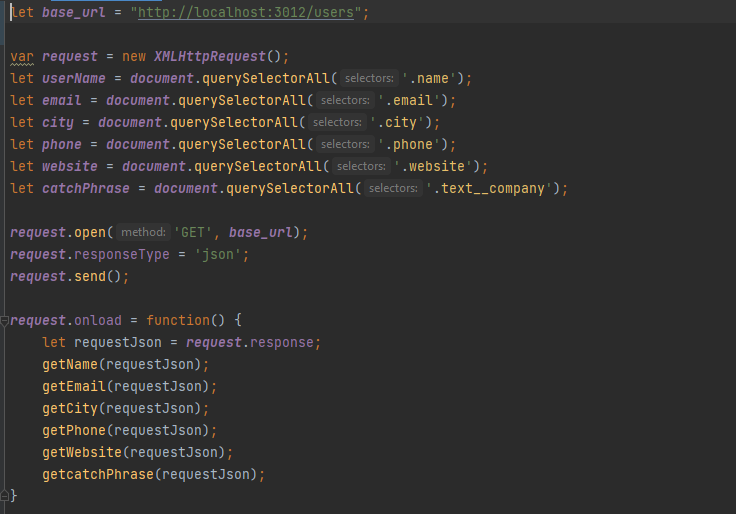 let base_url = "http://localhost:3012/users";
var request = new XMLHttpRequest();
let userName = document.querySelectorAll( selectors: '.name');
let email = document.querySelectorAll( selectors: '.email');
let city = document.querySelectorAll( selectors: '.city');
let phone = document.querySelectorAll( selectors: '.phone');
let website = document.querySelectorAll( selectors: '.website');
let catchPhrase = document.querySelectorAll( selectors: '.text__company');
request.open( method: 'GET', base_url);
request.responseType = 'json';
request.send();
request.onload = function() {
    let requestJson = request.response;
    getName(requestJson);
    getEmail(requestJson);
    getCity(requestJson);
    getPhone(requestJson);
    getWebsite(requestJson);
    getcatchPhrase(requestJson);
}